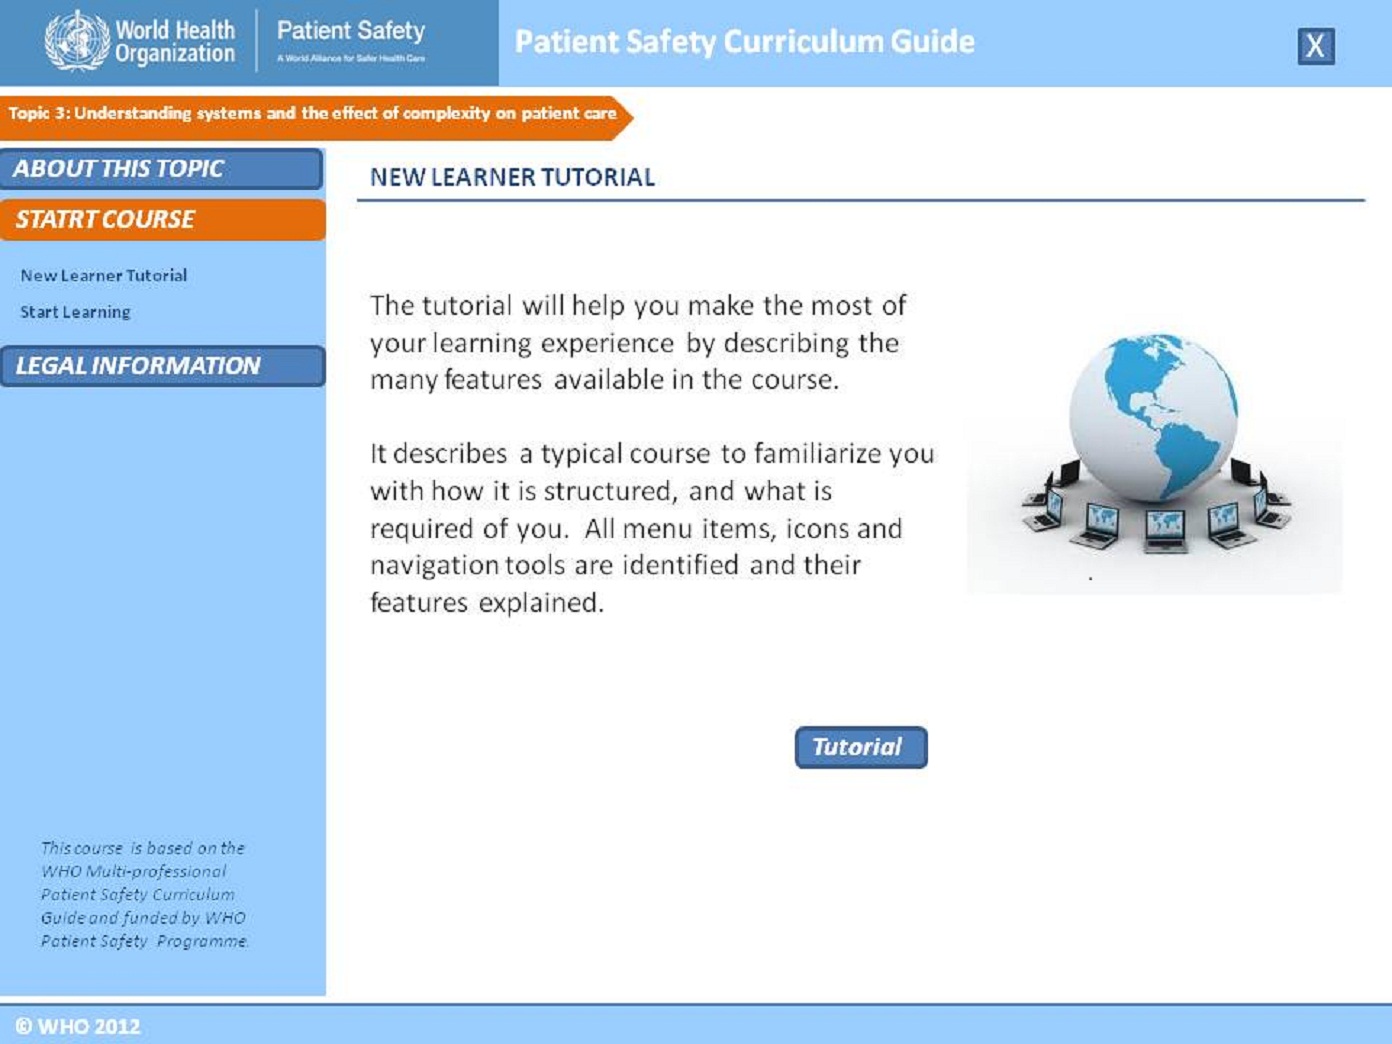 World Health
Organization
Patient Safety
A World Alliance for Safer Health Care
Patient Safety Curriculum Guide
X
Topic 3: Understanding systems and the effect of complexity on patient care
ABOUT THIS TOPIC
STATRT COURSE
New Learner Tutorial
Start Learning
LEGAL INFORMATION
NEW LEARNER TUTORIAL
The tutorial will help you make the most of
your learning experience by describing the
many features available in the course.
It describes a typical course to familiarize you
with how it is structured, and what is
required of you. All menu items, icons and
navigation tools are identified and their
features explained.
Tutorial
This course is based on the
WHO Multi-professional
Patient Safety Curriculum
Guide and funded by WHO
Patient Safety Programme.
© WHO 2012